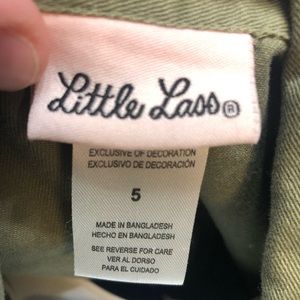 Little Lass®
EXCLUSIVE OF DECORATION
EXCLUSIVO DE DECORACIÓN
5
MADE IN BANGLADESH
HECHO EN BANGLADESH
SEE REVERSE FOR CARE
VER AL DORSO
PARA EL CUIDADO